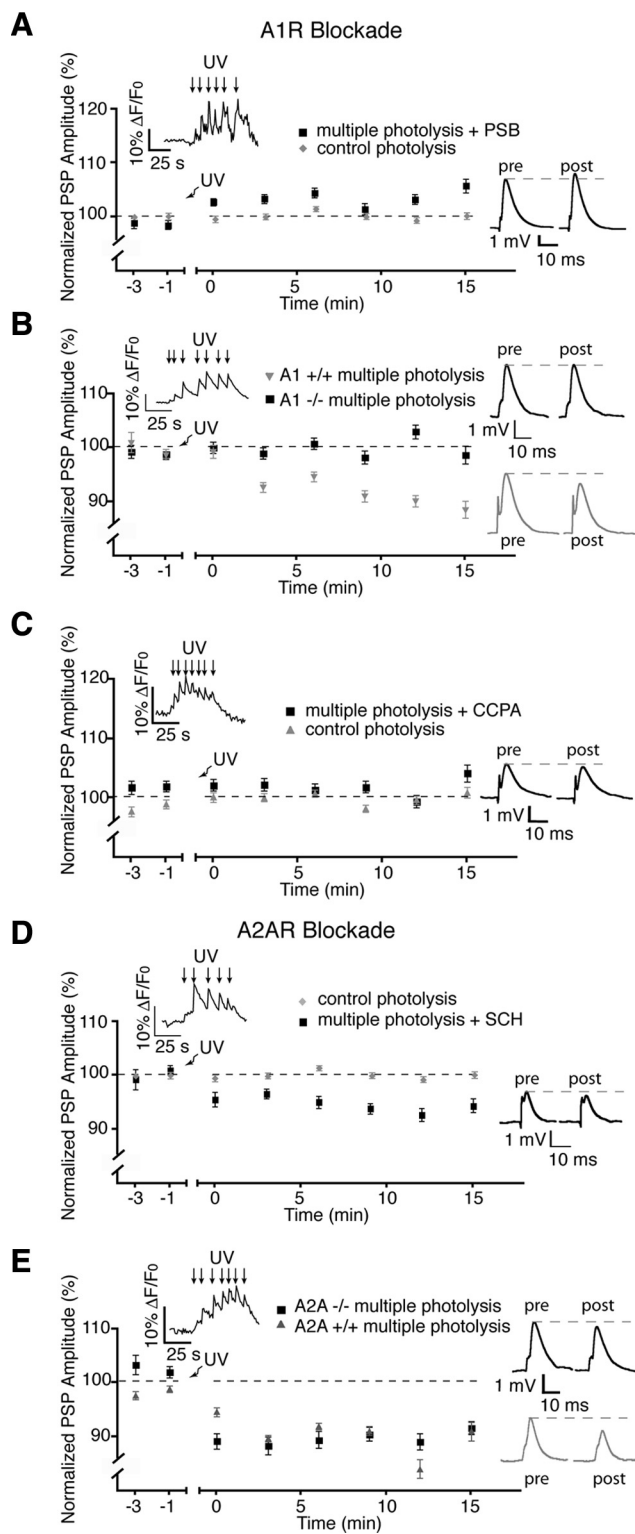 A
A1R Blockade
UV
10% ΔF/F0
25 s
Normalized PSP Amplitude (%)
120
110
100
UV
multiple photolysis + PSB
control photolysis
pre post
1 mV
10 ms
-3 -1 0 5 10 15
Time (min)
B
UV
10% ΔF/F0
25 s
Normalized PSP Amplitude (%)
110
100
90
UV
A1 +/+ multiple photolysis
A1 -/- multiple photolysis
pre post
1 mV
10 ms
pre post
-3 -1 0 5 10 15
Time (min)
C
UV
10% ΔF/F0
25 s
Normalized PSP Amplitude (%)
120
110
100
UV
multiple photolysis + CCPA
control photolysis
pre post
1 mV
10 ms
-3 -1 0 5 10 15
Time (min)
D
A2AR Blockade
UV
10% ΔF/F0
25 s
Normalized PSP Amplitude (%)
110
100
90
UV
control photolysis
multiple photolysis + SCH
pre post
1 mV
10 ms
-3 -1 0 5 10 15
Time (min)
E
UV
10% ΔF/F0
25 s
Normalized PSP Amplitude (%)
110
100
90
UV
A2A -/- multiple photolysis
A2A +/+ multiple photolysis
pre post
1 mV
10 ms
pre post
-3 -1 0 5 10 15
Time (min)